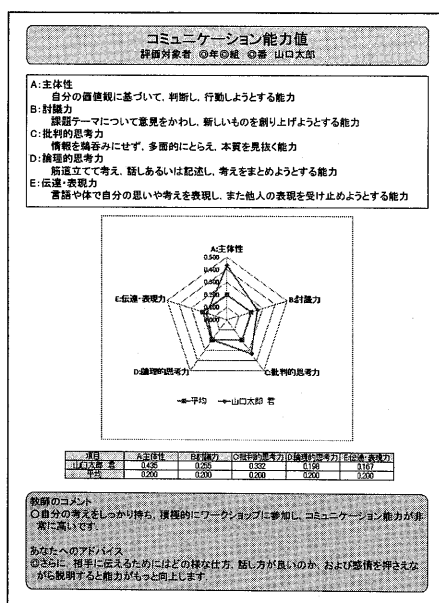 コミュニケーション能力値
評価対象者 ◎年◎組 ◎番 山口太郎
A:主体性
自分の価値観に基づいて，判断し，行動しようとする能力
B:討議力
課題テーマについて意見をかわし，新しいものを創り上げようとする能力
C:批判的思考力
情報を鵜呑みにせず，多面的にとらえ，本質を見抜く能力
D:論理的思考力
筋道立てて考え，話しあるいは記述し，考えをまとめようとする能力
E:伝達・表現力
言語や体で自分の思いや考えを表現し，また他人の表現を受け止めようとする能力
A:主体性
0.500
0.400
0.300
0.200
0.100
0.000
E:伝達・表現力
B:討議力
D:論理的思考力
C:批判的思考力
平均
山口太郎 君
項目 A:主体性 B:討議力 C:批判的思考力 D:論理的思考力 E:伝達・表現力
山口太郎 君 0.435 0.255 0.332 0.198 0.167
平均 0.200 0.200 0.200 0.200 0.200
教師のコメント
○自分の考えをしっかり持ち，積極的にワークショップに参加し，コミュニケーション能力が非
常に高いです．
あなたへのアドバイス
◎さらに，相手に伝えるためにはどの様な仕方，話し方が良いのか，および感情を押さえな
がら説明すると能力がもっと向上します．